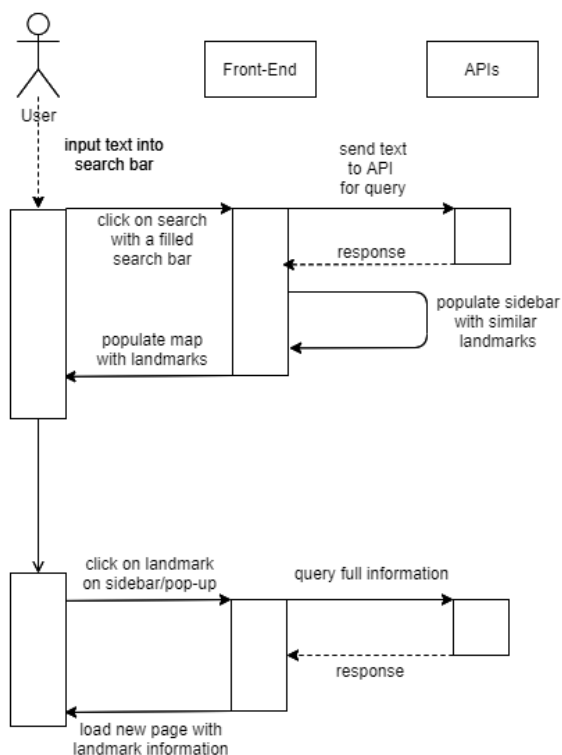 Front-End
APIs
User
input text into
search bar
send text
to API
for query
click on search
with a filled
search bar
response
populate sidebar
with similar
landmarks
populate map
with landmarks
click on landmark
on sidebar/pop-up
query full information
response
load new page with
landmark information